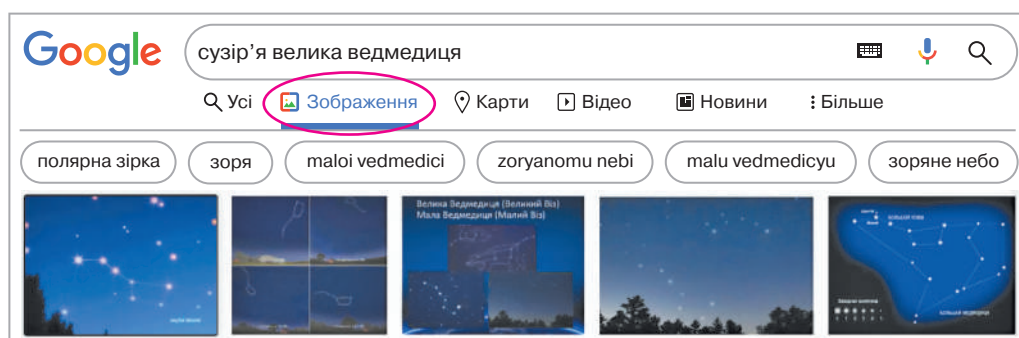 Google
сузір’я велика ведмедиця
Усі Зображення Карти Відео Новини Більше
полярна зірка зоря maloi vedmedici zoryanomu nebi malu vedmedicyu зоряне небо
Велика Ведмедиця (Великий Віз)
Мала Ведмедиця (Малий Віз)